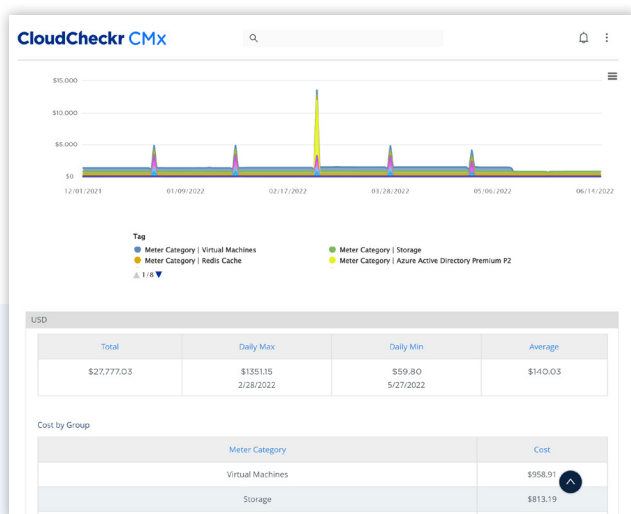 CloudCheckr CMx
$15.000
$10.000
$5.000
$0
12/01/2021 01/09/2022 02/17/2022 03/28/2022 05/06/2022 06/14/2022
Tag
Meter Category | Virtual Machines Meter Category | Storage
Meter Category | Redis Cache Meter Category | Azure Active Directory Premium P2
1/8
USD
Total Daily Max Daily Min Average
$27,777.03 $1351.15 $59.80 $140.03
2/28/2022 5/27/2022
Cost by Group
Meter Category Cost
Virtual Machines $958.91
Storage $813.19